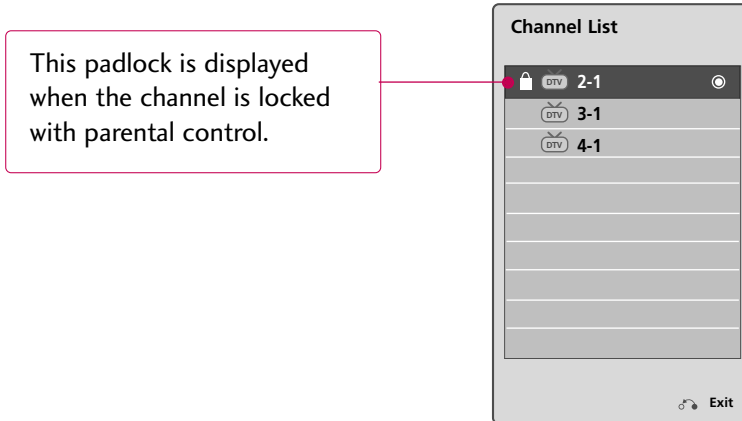 This padlock is displayed
when the channel is locked
with parental control.
Channel List
DTV 2-1
DTV 3-1
DTV 4-1
Exit